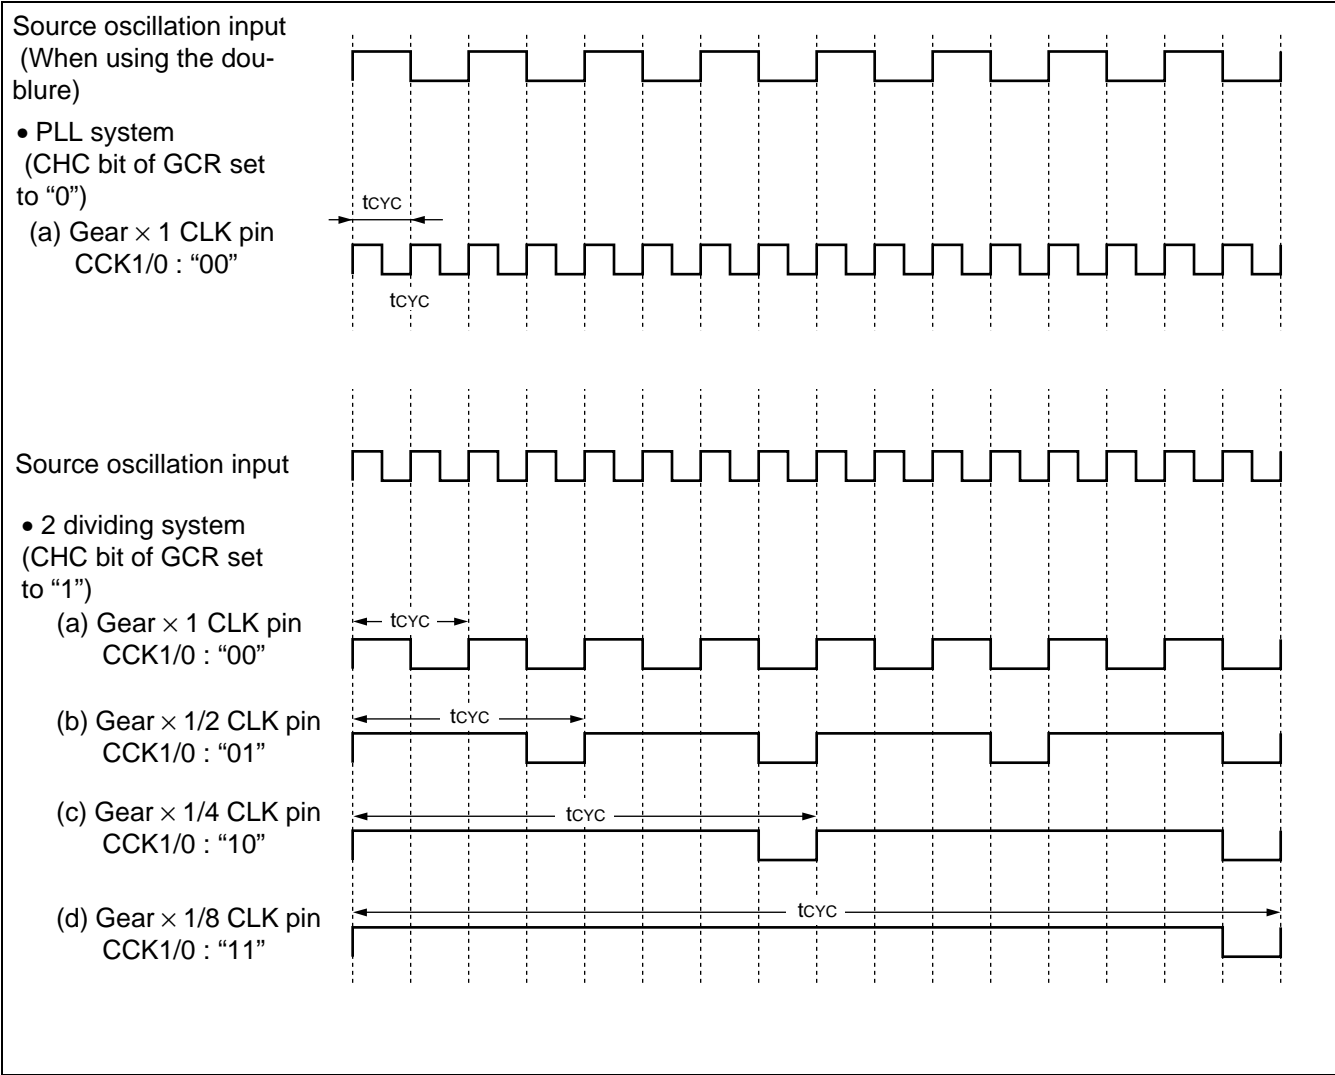 Source oscillation input
(When using the dou-
blure)
• PLL system
(CHC bit of GCR set
to “0”)
tCYC
(a) Gear × 1 CLK pin
CCK1/0 : “00”
tCYC
Source oscillation input
• 2 dividing system
(CHC bit of GCR set
to “1”)
(a) Gear × 1 CLK pin
tCYC
CCK1/0 : “00”
(b) Gear × 1/2 CLK pin
tCYC
CCK1/0 : “01”
(c) Gear × 1/4 CLK pin
tCYC
CCK1/0 : “10”
(d) Gear × 1/8 CLK pin
tCYC
CCK1/0 : “11”